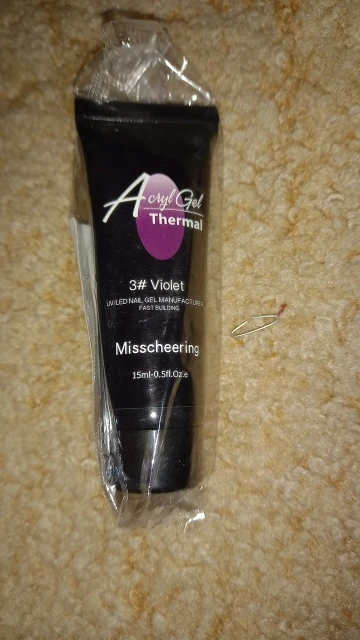 Acryl Gel
Thermal
3# Violet
UV/LED NAIL GEL MANUFACTURER
FAST BUILDING
Misscheering
15ml-0.5fl.Oz.e